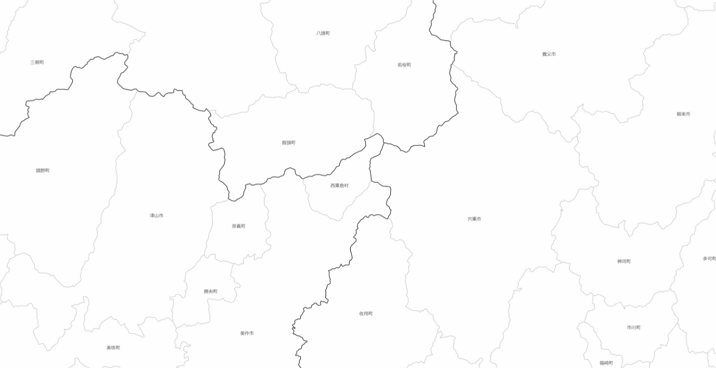 八頭町
養父市
三朝町
若桜町
朝来市
智頭町
鏡野町
西粟倉村
津山市
宍粟市
奈義町
神河町
多可町
勝央町
佐用町
市川町
美作市
美咲町
福崎町